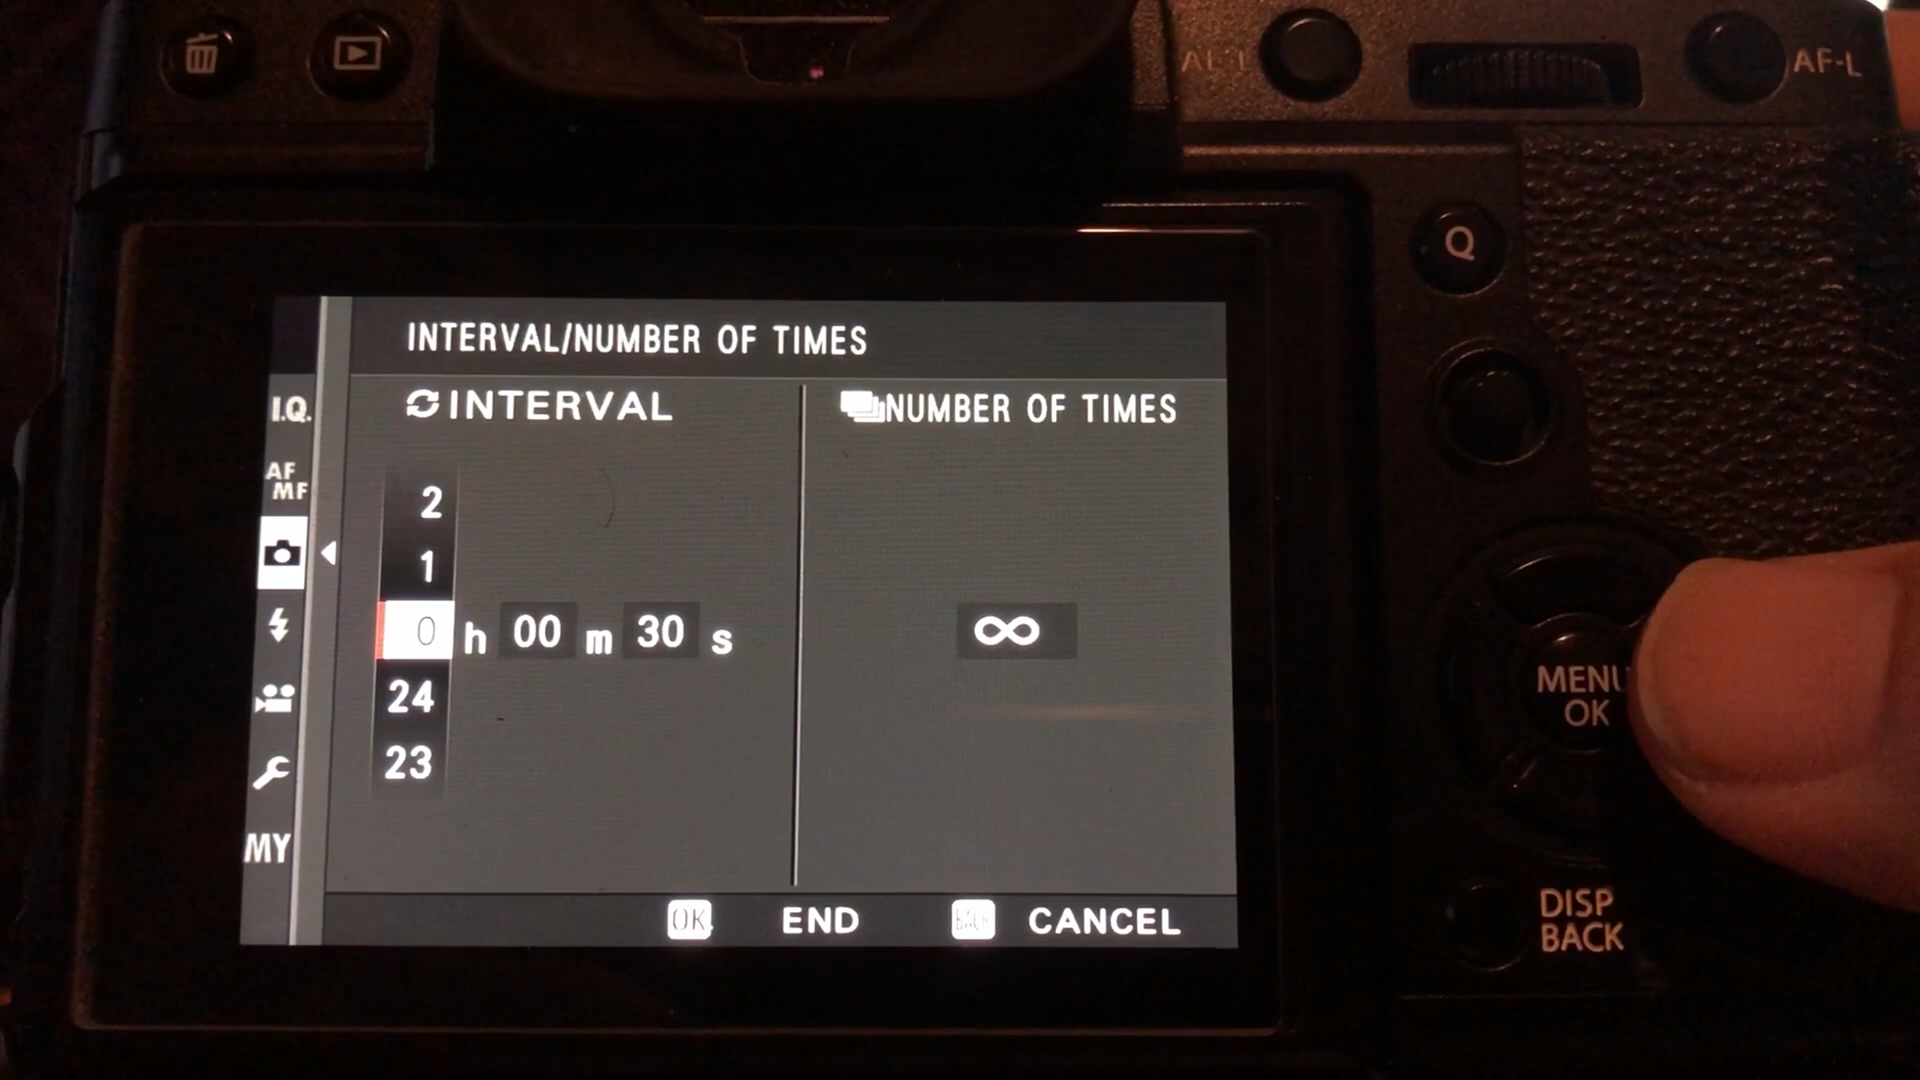 AF-L
Q
INTERVAL/NUMBER OF TIMES
INTERVAL
NUMBER OF TIMES
I.Q.
AF
MF
2
1
0 h 00 m 30 s
∞
24
23
MY
MENU
OK
OK END BACK CANCEL
DISP
BACK